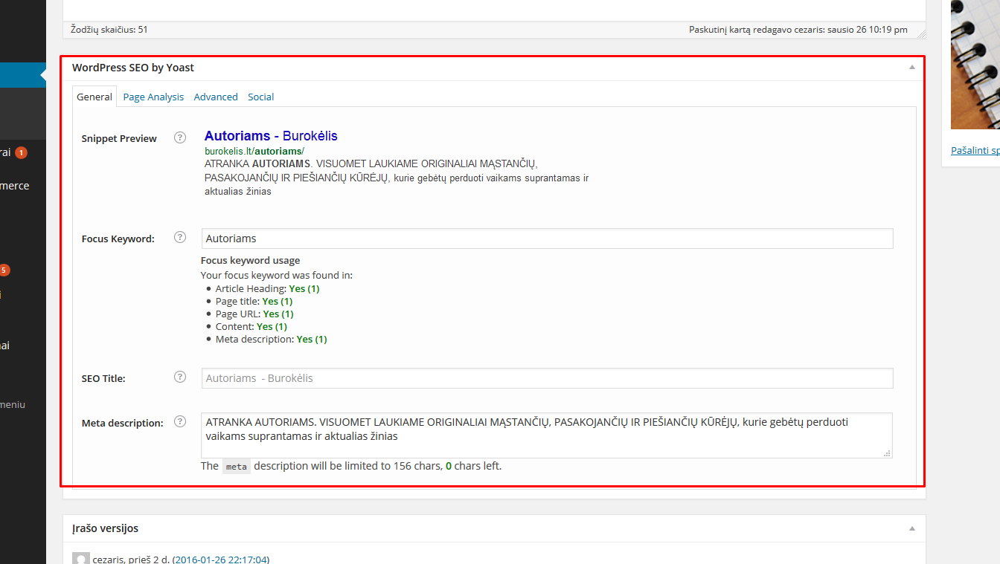 Žodžių skaičius: 51
Paskutinį kartą redagavo cezaris: sausio 26 10:19 pm
WordPress SEO by Yoast
General Page Analysis Advanced Social
rai 1
Snippet Preview ? Autoriams - Burokėlis
burokelis.lt/autoriams/
ATRANKA AUTORIAMS. VISUOMET LAUKIAME ORIGINALIAI MĄSTANČIŲ,
PASAKOJANČIŲ IR PIEŠIANČIŲ KŪRĖJŲ, kurie gebėtų perduoti vaikams suprantamas ir
aktualias žinias
merce
Pašalinti sp
Focus Keyword: ? Autoriams
Focus keyword usage
Your focus keyword was found in:
5
Article Heading: Yes (1)
Page title: Yes (1)
Page URL: Yes (1)
Content: Yes (1)
Meta description: Yes (1)
i
nai
SEO Title: ? Autoriams - Burokėlis
meniu
Meta description: ? ATRANKA AUTORIAMS. VISUOMET LAUKIAME ORIGINALIAI MĄSTANČIŲ, PASAKOJANČIŲ IR PIEŠIANČIŲ KŪRĖJŲ, kurie gebėtų perduoti
vaikams suprantamas ir aktualias žinias
The meta description will be limited to 156 chars, 0 chars left.
Įrašo versijos
cezaris, prieš 2 d. (2016-01-26 22:17:04)